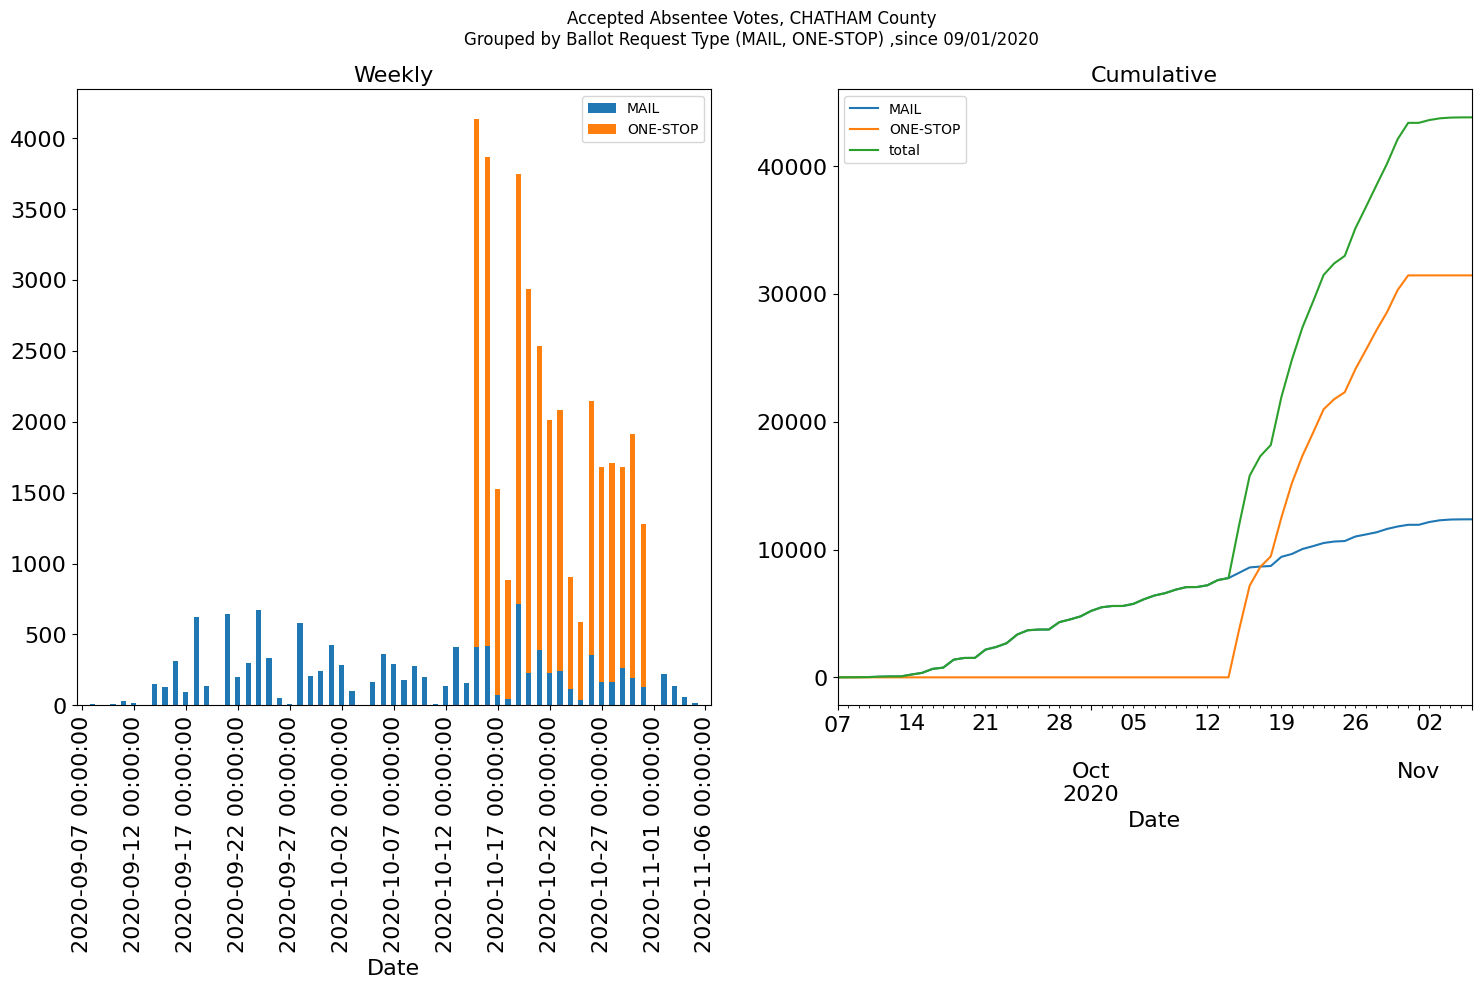 Accepted Absentee Votes, CHATHAM County
Grouped by Ballot Request Type (MAIL, ONE-STOP) ,since 09/01/2020
Weekly
MAIL
ONE-STOP
4000
3500
3000
2500
2000
1500
1000
500
0
2020-09-07 00:00:00
2020-09-12 00:00:00
2020-09-17 00:00:00
2020-09-22 00:00:00
2020-09-27 00:00:00
2020-10-02 00:00:00
2020-10-07 00:00:00
2020-10-12 00:00:00
2020-10-17 00:00:00
2020-10-22 00:00:00
2020-10-27 00:00:00
2020-11-01 00:00:00
2020-11-06 00:00:00
Date
Cumulative
MAIL
ONE-STOP
total
40000
30000
20000
10000
0
07 14 21 28 05 12 19 26 02
Oct Nov
2020
Date